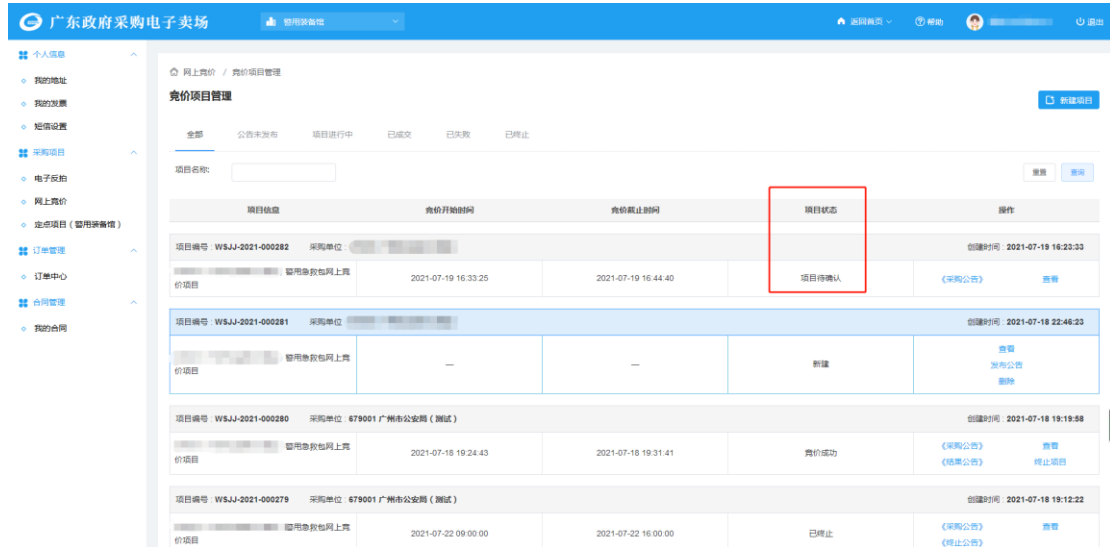 广东政府采购电子卖场
警用装备馆
返回首页
帮助
退出
个人信息
我的地址
我的发票
短信设置
采购项目
电子反拍
网上竞价
定点项目（警用装备馆）
订单管理
订单中心
合同管理
我的合同
网上竞价 / 竞价项目管理
竞价项目管理
新建项目
全部 公告未发布 项目进行中 已成交 已失败 已终止
项目名称:
重置 查询
项目信息 竞价开始时间 竞价截止时间 项目状态 操作
项目编号：WSJJ-2021-000282 采购单位： 创建时间：2021-07-19 16:23:33
警用急救包网上竞
价项目
2021-07-19 16:33:25 2021-07-19 16:44:40 项目待确认 《采购公告》 查看
项目编号：WSJJ-2021-000281 采购单位 创建时间：2021-07-18 22:46:23
警用急救包网上竞
价项目
— — 新建
查看
发布公告
删除
项目编号：WSJJ-2021-000280 采购单位：679001 广州市公安局（测试） 创建时间：2021-07-18 19:19:58
警用急救包网上竞
价项目
2021-07-18 19:24:43 2021-07-18 19:31:41 竞价成功
《采购公告》 查看
《结果公告》 终止项目
项目编号：WSJJ-2021-000279 采购单位：679001 广州市公安局（测试） 创建时间：2021-07-18 19:12:22
警用急救包网上竞
价项目
2021-07-22 09:00:00 2021-07-22 16:00:00 已终止
《采购公告》 查看
《终止公告》